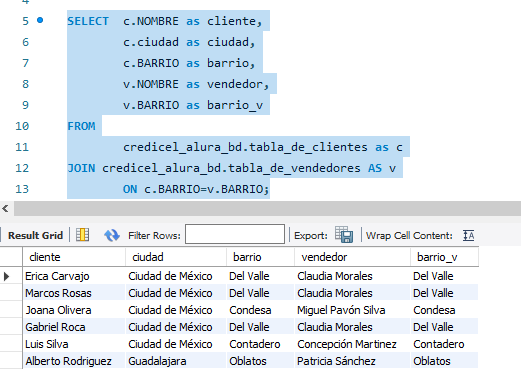 5 SELECT c.NOMBRE as cliente,
6 c.ciudad as ciudad,
7 c.BARRIO as barrio,
8 v.NOMBRE as vendedor,
9 v.BARRIO as barrio_v
10 FROM
11 credicel_alura_bd.tabla_de_clientes as c
12 JOIN credicel_alura_bd.tabla_de_vendedores AS v
13 ON c.BARRIO=v.BARRIO;
Result Grid Filter Rows: Export: Wrap Cell Content: IA
cliente ciudad barrio vendedor barrio_v
Erica Carvajo Ciudad de México Del Valle Claudia Morales Del Valle
Marcos Rosas Ciudad de México Del Valle Claudia Morales Del Valle
Joana Olivera Ciudad de México Condesa Miguel Pavón Silva Condesa
Gabriel Roca Ciudad de México Del Valle Claudia Morales Del Valle
Luis Silva Ciudad de México Contadero Concepción Martinez Contadero
Alberto Rodriguez Guadalajara Oblatos Patricia Sánchez Oblatos